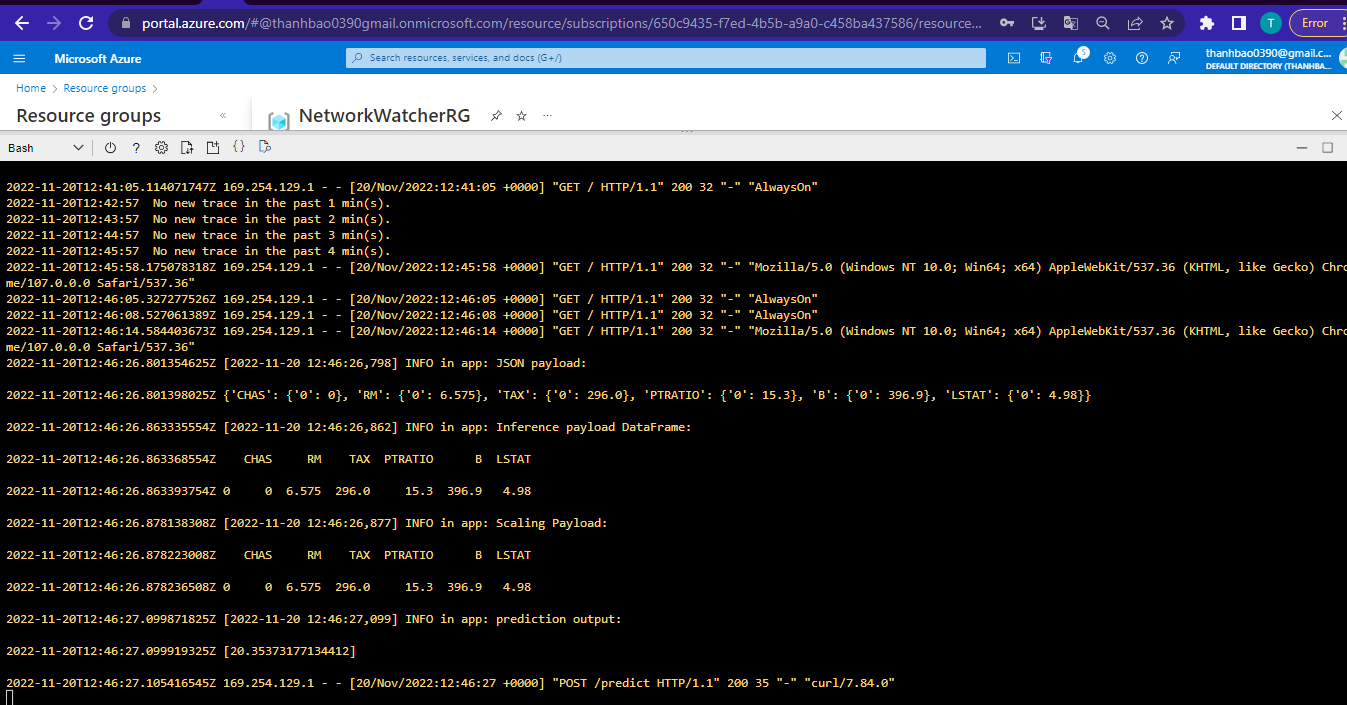 portal.azure.com/#@thanhbao0390gmail.onmicrosoft.com/resource/subscriptions/650c9435-f7ed-4b5b-a9a0-c458ba437586/resource...
T
Error
Microsoft Azure
Search resources, services, and docs (G+/)
5
thanhbao0390@gmail.c...
DEFAULT DIRECTORY (THANHBA...
Home > Resource groups >
Resource groups
«
NetworkWatcherRG
...
Bash
?
{}
2022-11-20T12:41:05.114071747Z 169.254.129.1 - - [20/Nov/2022:12:41:05 +0000] "GET / HTTP/1.1" 200 32 "-" "AlwaysOn"
2022-11-20T12:42:57  No new trace in the past 1 min(s).
2022-11-20T12:43:57  No new trace in the past 2 min(s).
2022-11-20T12:44:57  No new trace in the past 3 min(s).
2022-11-20T12:45:57  No new trace in the past 4 min(s).
2022-11-20T12:45:58.175078318Z 169.254.129.1 - - [20/Nov/2022:12:45:58 +0000] "GET / HTTP/1.1" 200 32 "-" "Mozilla/5.0 (Windows NT 10.0; Win64; x64) AppleWebKit/537.36 (KHTML, like Gecko) Chro
me/107.0.0.0 Safari/537.36"
2022-11-20T12:46:05.327277526Z 169.254.129.1 - - [20/Nov/2022:12:46:05 +0000] "GET / HTTP/1.1" 200 32 "-" "AlwaysOn"
2022-11-20T12:46:08.527061389Z 169.254.129.1 - - [20/Nov/2022:12:46:08 +0000] "GET / HTTP/1.1" 200 32 "-" "AlwaysOn"
2022-11-20T12:46:14.584403673Z 169.254.129.1 - - [20/Nov/2022:12:46:14 +0000] "GET / HTTP/1.1" 200 32 "-" "Mozilla/5.0 (Windows NT 10.0; Win64; x64) AppleWebKit/537.36 (KHTML, like Gecko) Chro
me/107.0.0.0 Safari/537.36"
2022-11-20T12:46:26.801354625Z [2022-11-20 12:46:26,798] INFO in app: JSON payload:
2022-11-20T12:46:26.801398025Z {'CHAS': {'0': 0}, 'RM': {'0': 6.575}, 'TAX': {'0': 296.0}, 'PTRATIO': {'0': 15.3}, 'B': {'0': 396.9}, 'LSTAT': {'0': 4.98}}
2022-11-20T12:46:26.863335554Z [2022-11-20 12:46:26,862] INFO in app: Inference payload DataFrame:
2022-11-20T12:46:26.863368554Z    CHAS     RM    TAX  PTRATIO      B  LSTAT
2022-11-20T12:46:26.863393754Z 0     0  6.575  296.0     15.3  396.9   4.98
2022-11-20T12:46:26.878138308Z [2022-11-20 12:46:26,877] INFO in app: Scaling Payload:
2022-11-20T12:46:26.878223008Z    CHAS     RM    TAX  PTRATIO      B  LSTAT
2022-11-20T12:46:26.878236508Z 0     0  6.575  296.0     15.3  396.9   4.98
2022-11-20T12:46:27.099871825Z [2022-11-20 12:46:27,099] INFO in app: prediction output:
2022-11-20T12:46:27.099919325Z [20.35373177134412]
2022-11-20T12:46:27.105416545Z 169.254.129.1 - - [20/Nov/2022:12:46:27 +0000] "POST /predict HTTP/1.1" 200 35 "-" "curl/7.84.0"